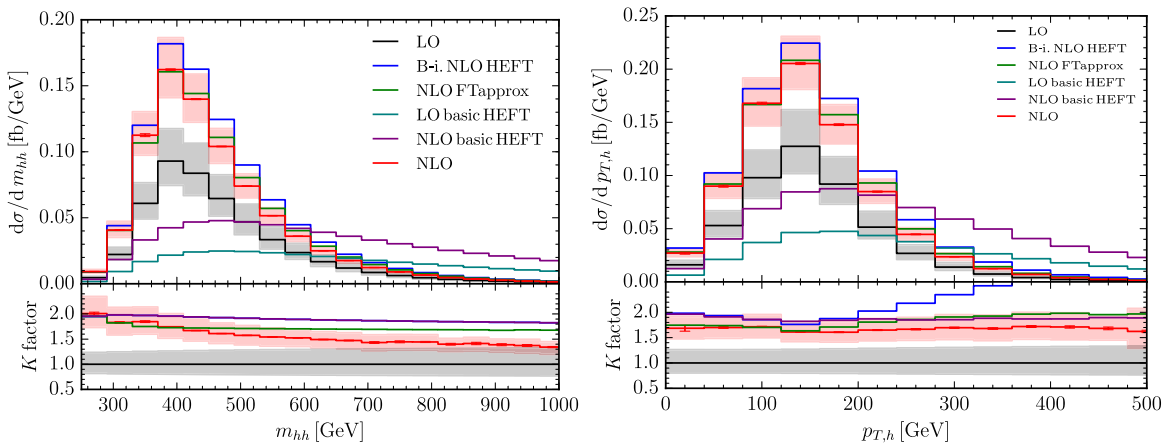 0.20
0.15
0.10
0.05
0.00
dσ/d m_hh [fb/GeV]
LO
B-i. NLO HEFT
NLO FTapprox
LO basic HEFT
NLO basic HEFT
NLO
2.0
1.5
1.0
0.5
K factor
300 400 500 600 700 800 900 1000
m_hh [GeV]
0.25
0.20
0.15
0.10
0.05
0.00
dσ/d p_T,h [fb/GeV]
LO
B-i. NLO HEFT
NLO FTapprox
LO basic HEFT
NLO basic HEFT
NLO
2.0
1.5
1.0
0.5
K factor
0 100 200 300 400 500
p_T,h [GeV]